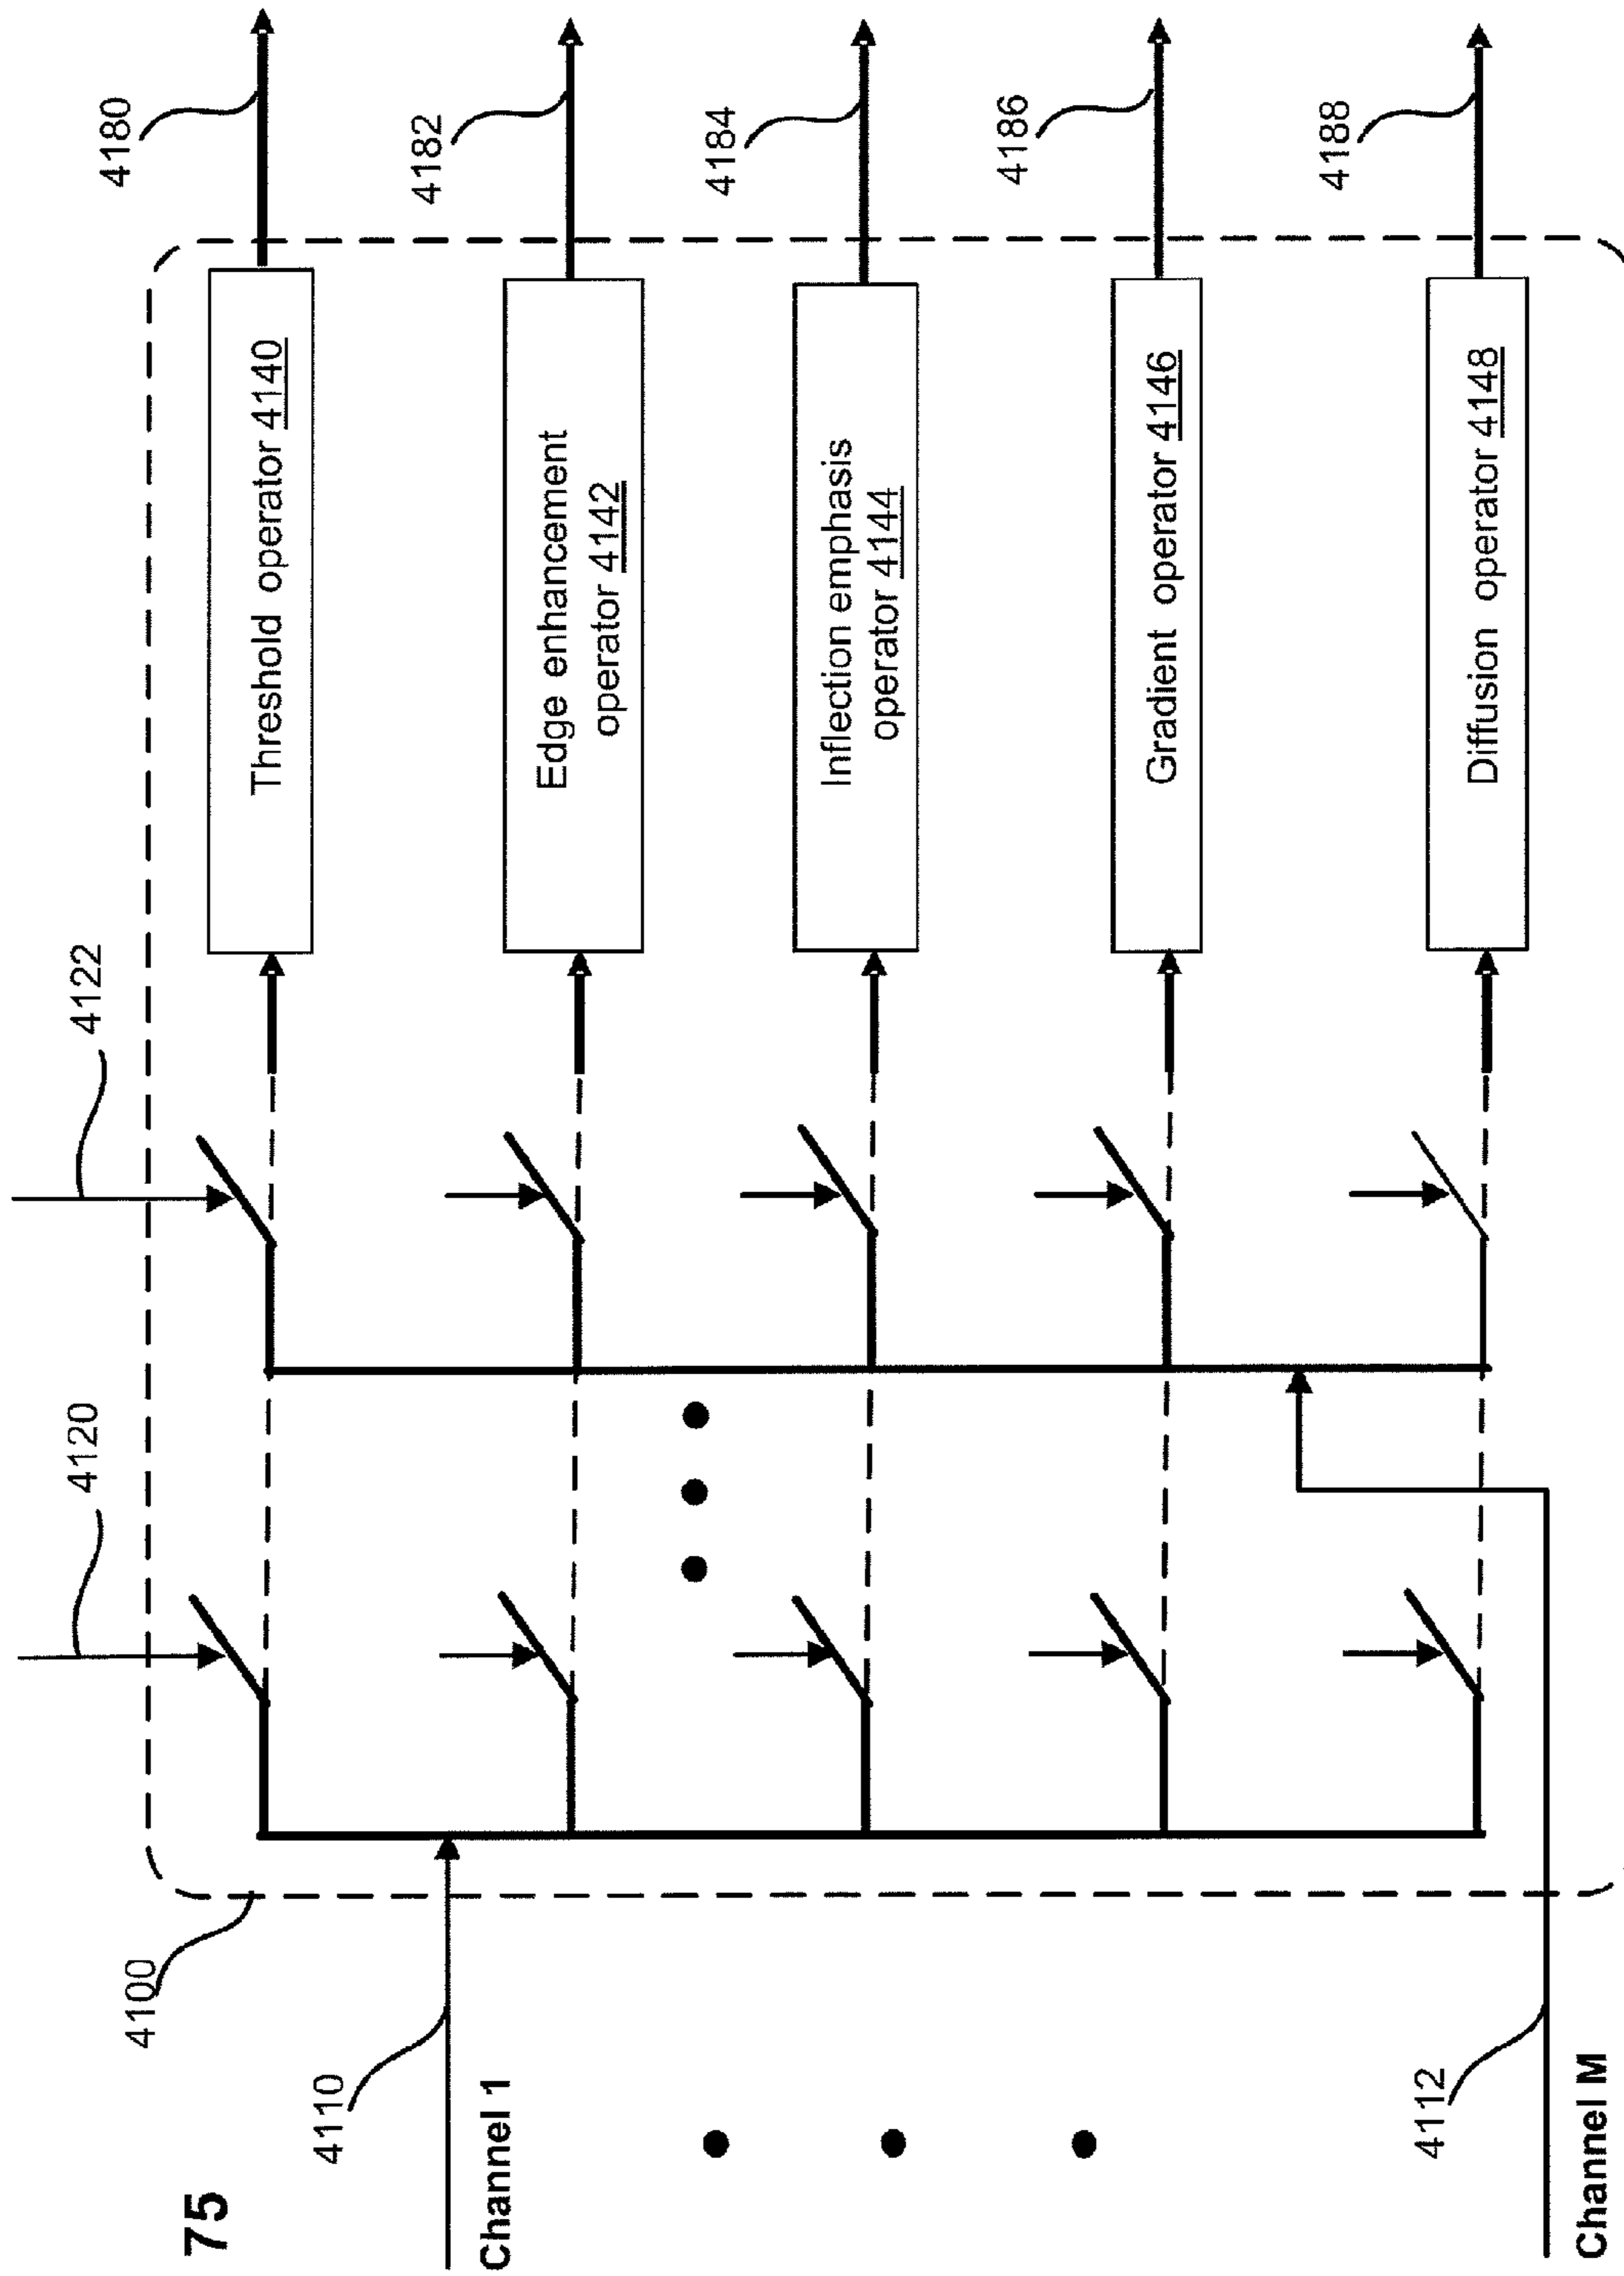 75
4100
4120
4122
4180
4110
Channel 1
Threshold operator 4140
4182
Edge enhancement
operator 4142
4184
Inflection emphasis
operator 4144
4186
Gradient operator 4146
4188
Diffusion operator 4148
4112
Channel M